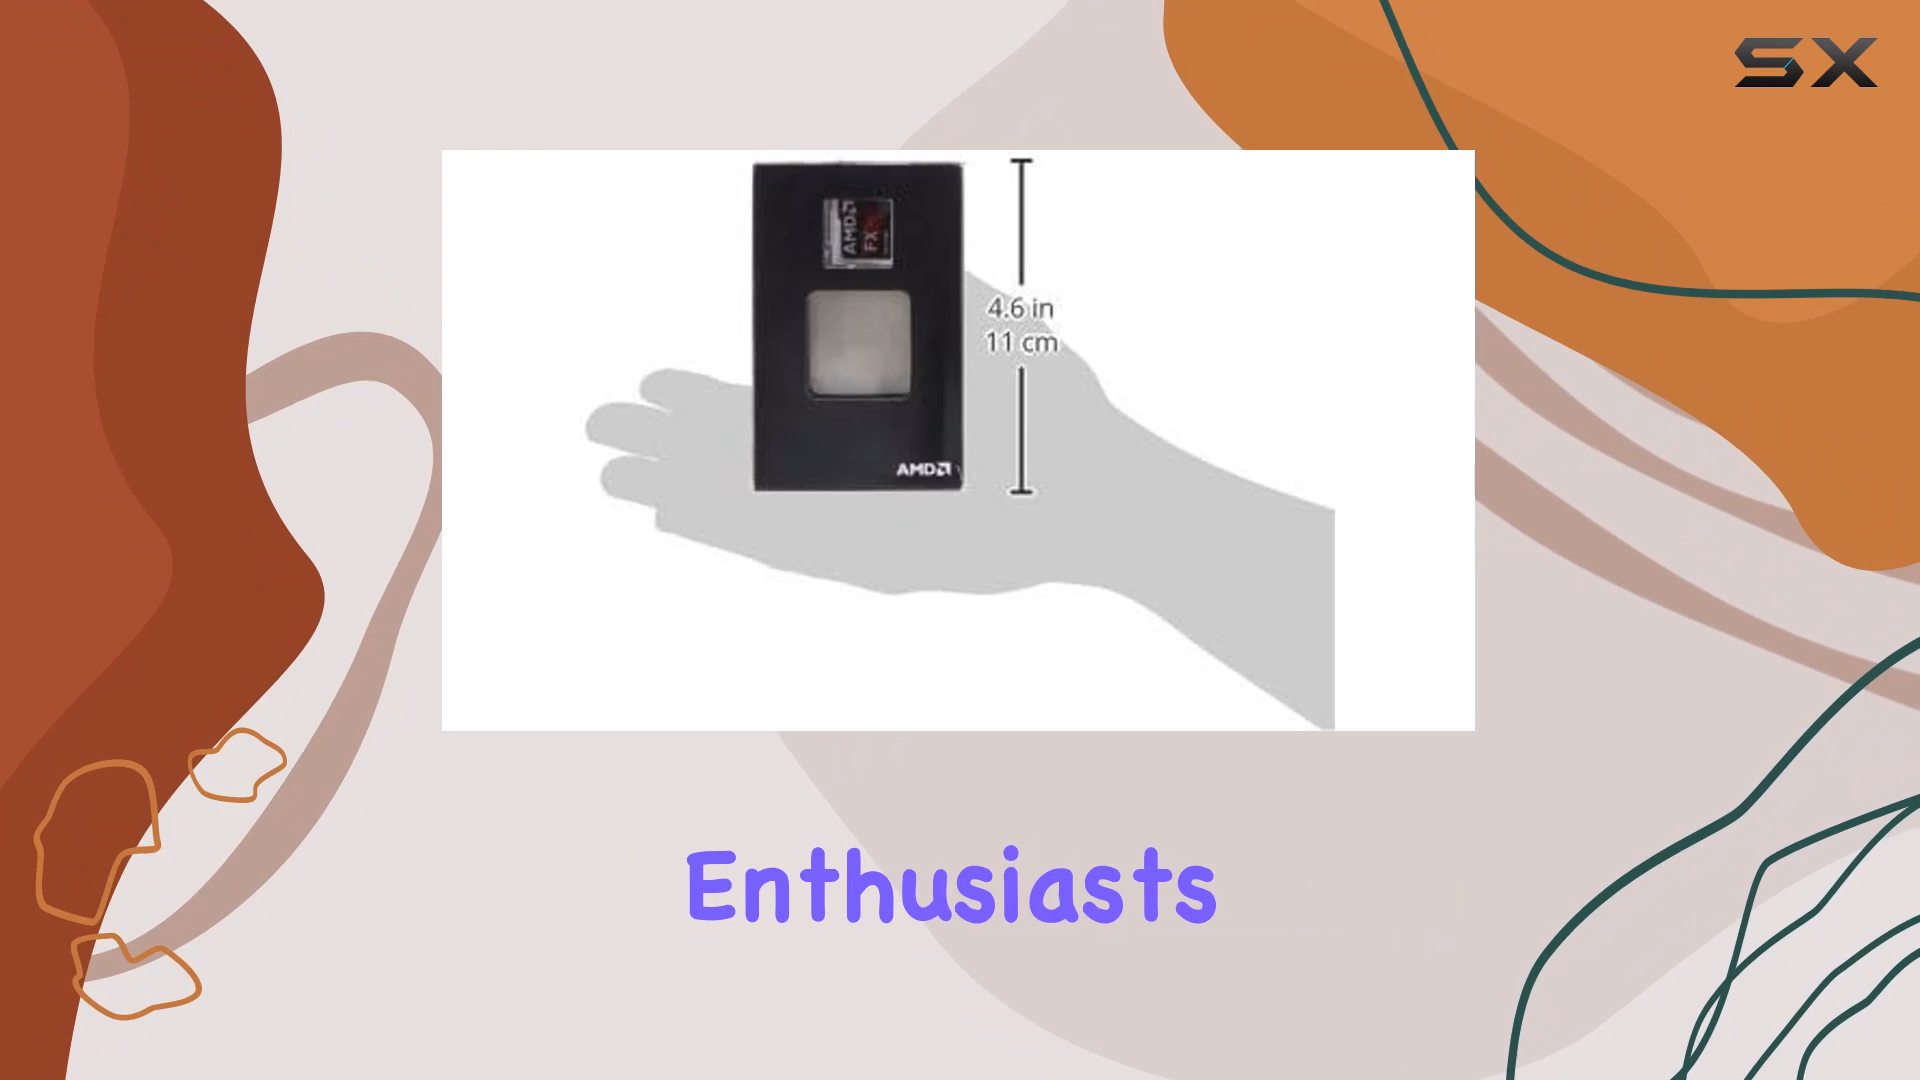 SX
AMD
FX
4.6 in
11 cm
AMD
Enthusiasts